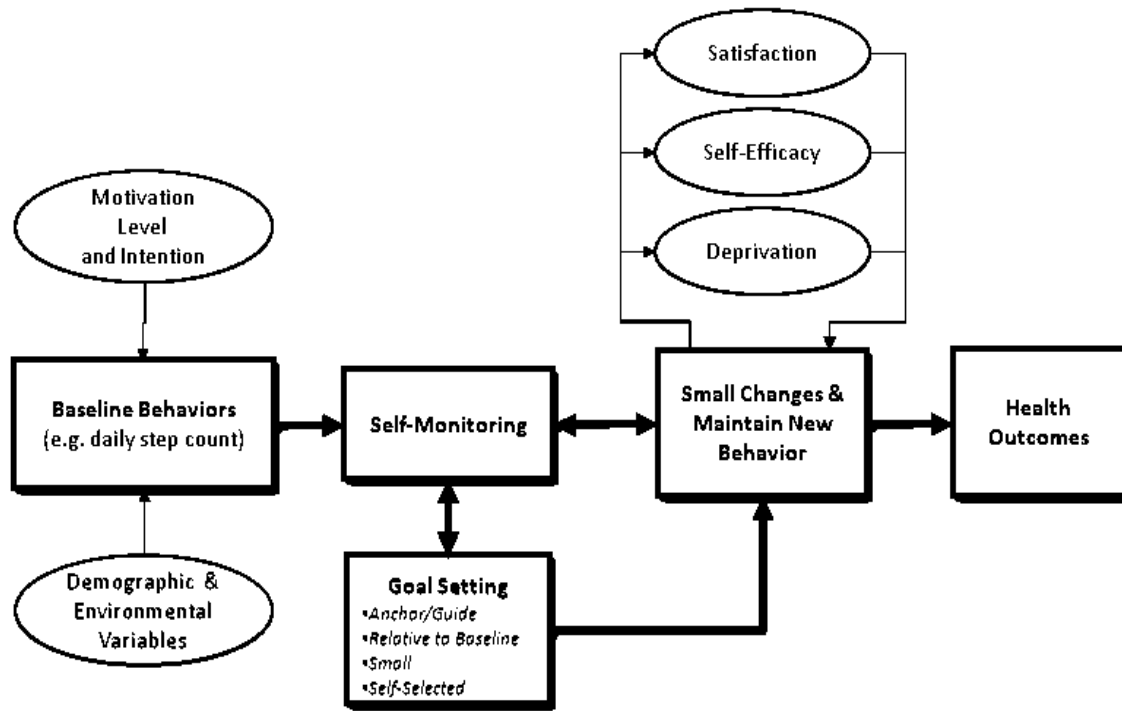 Satisfaction
Self-Efficacy
Deprivation
Motivation
Level
and Intention
Baseline Behaviors
(e.g. daily step count)
Self-Monitoring
Small Changes &
Maintain New
Behavior
Health
Outcomes
Demographic &
Environmental
Variables
Goal Setting
•Anchor/Guide
•Relative to Baseline
•Small
•Self-Selected